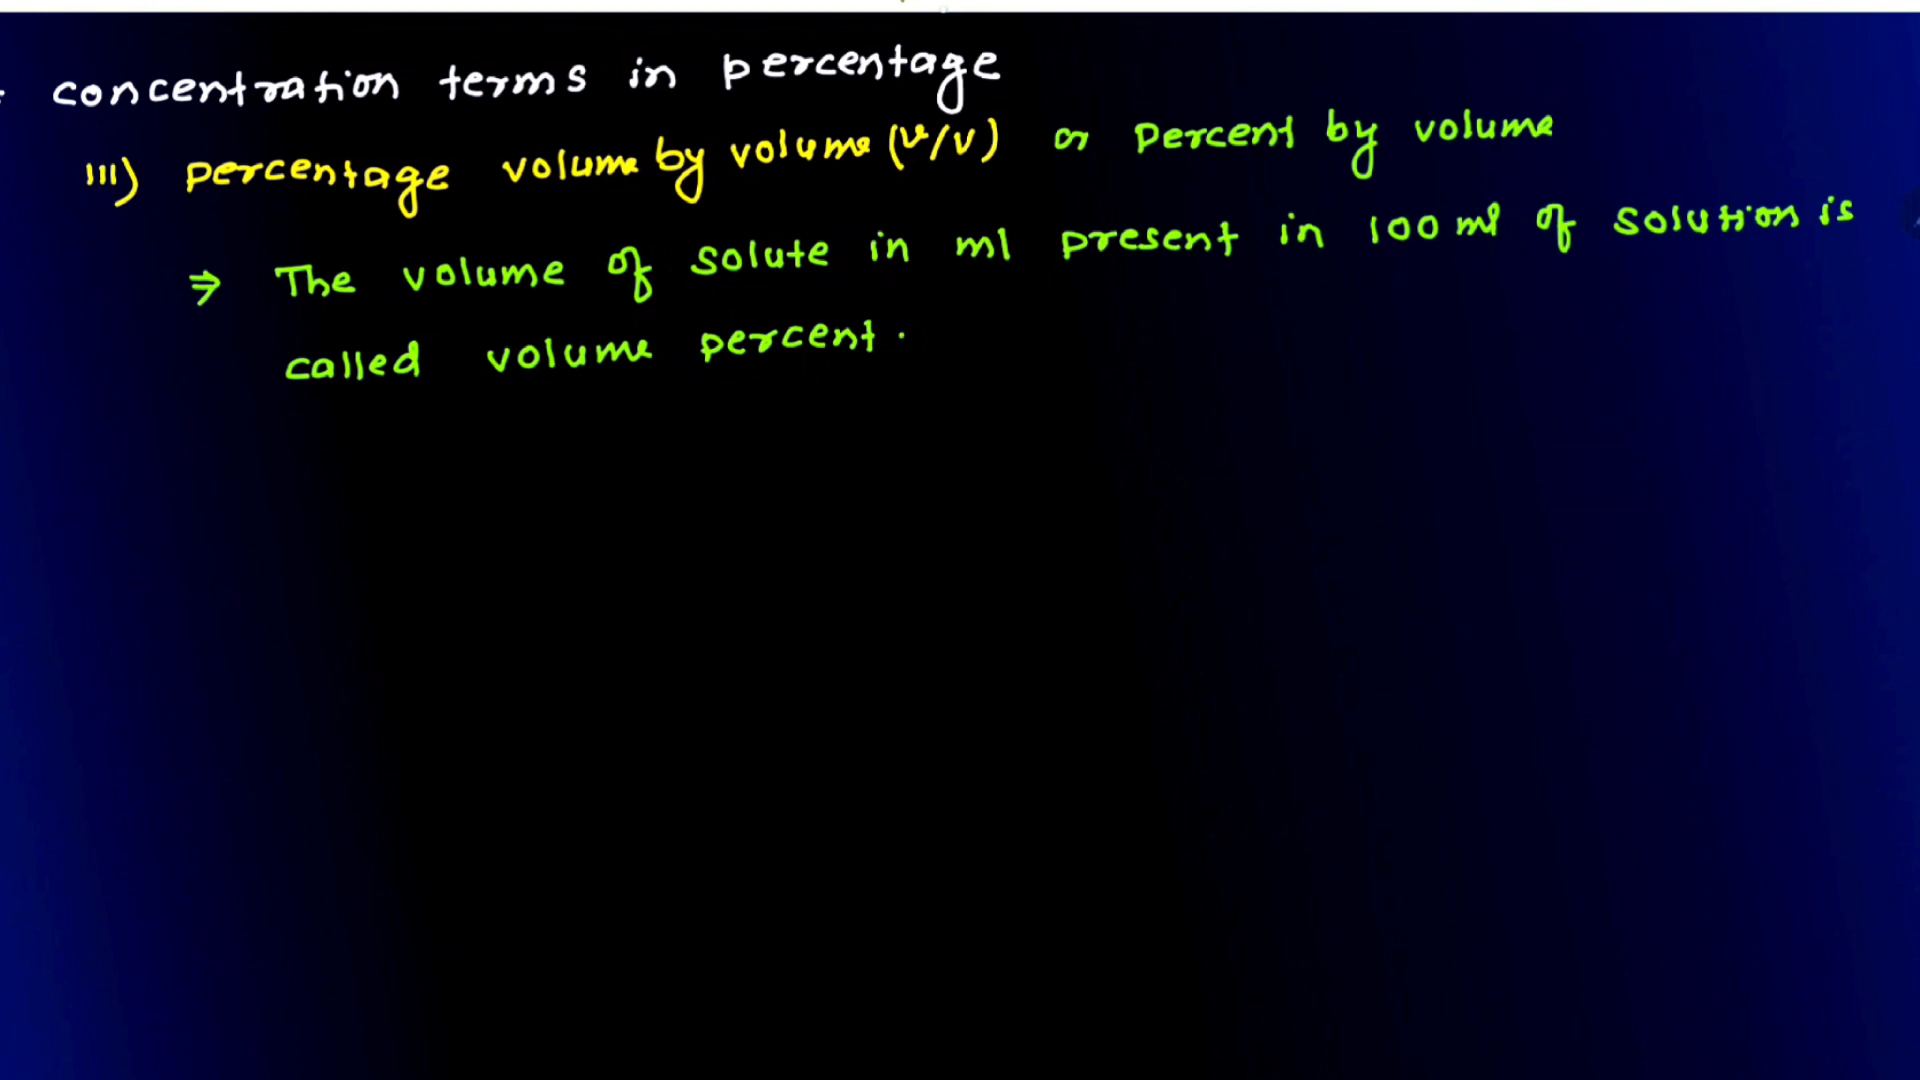 concentration terms in percentage
III) percentage volume by volume (v/v) or Percent by volume
⇒ The volume of solute in ml present in 100 ml of solution is
called volume percent.